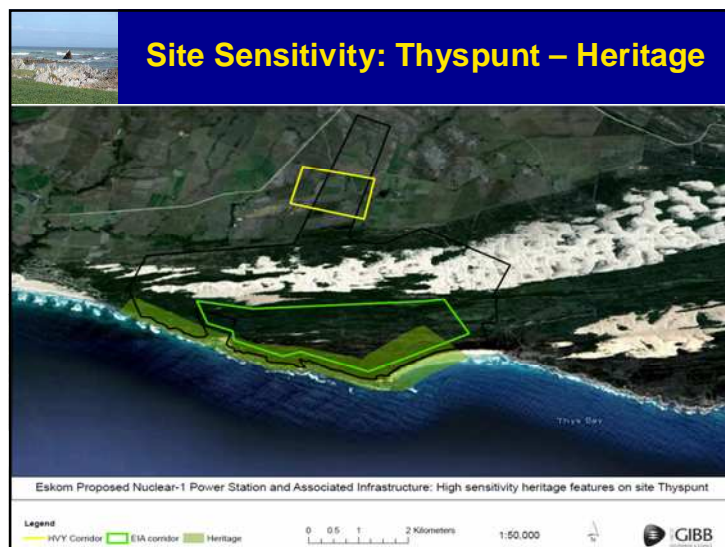 Site Sensitivity: Thyspunt – Heritage
Thys Bay
Eskom Proposed Nuclear-1 Power Station and Associated Infrastructure: High sensitivity heritage features on site Thyspunt
Legend
HVY Corridor EIA corridor Heritage
0 0.5 1 2 Kilometers
1:50,000
GIBB